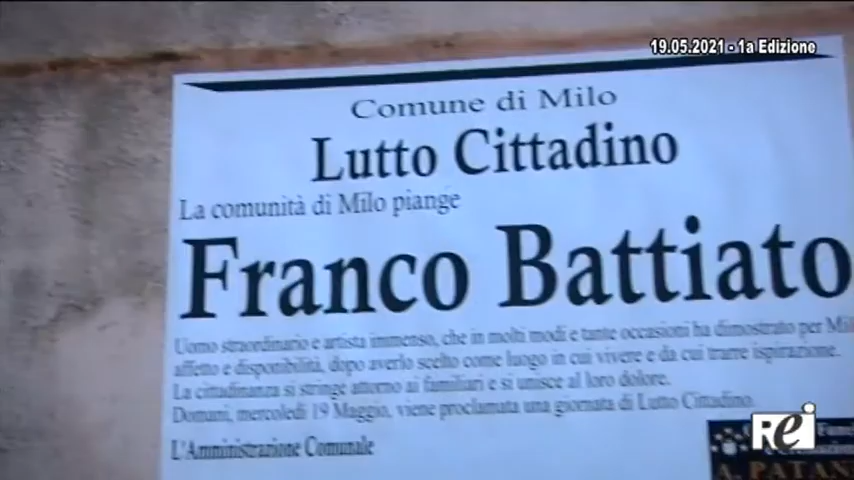 19.05.2021 - 1a Edizione
Comune di Milo
Lutto Cittadino
La comunità di Milo piange
Franco Battiato
Uomo straordinario e artista immenso, che in molti modi e tante occasioni ha dimostrato per Mil
affetto e disponibilità, dopo averlo scelto come luogo in cui vivere e da cui trarre ispirazione.
La cittadinanza si stringe attorno ai familiari e si unisce al loro dolore.
Domani, mercoledì 19 Maggio, viene proclamata una giornata di Lutto Cittadino.
L'Amministrazione Comunale
Rei
A. PATAN